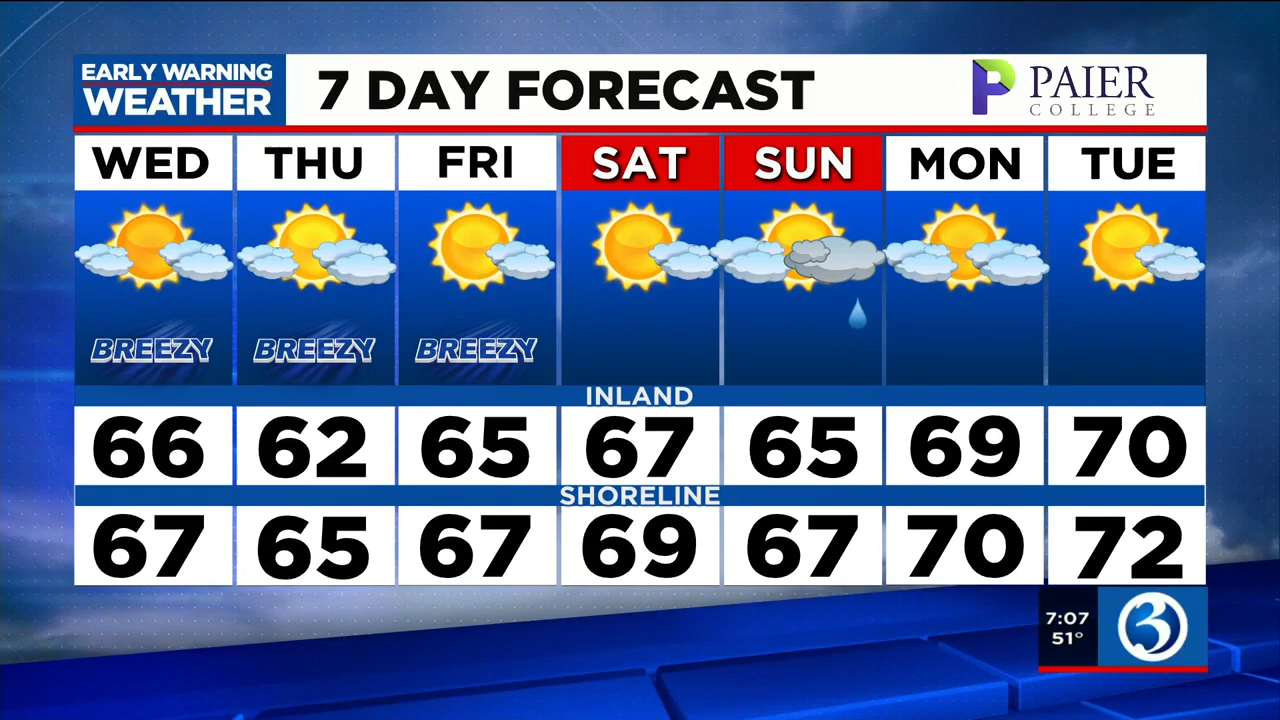 EARLY WARNING
WEATHER
7 DAY FORECAST
PAIER
COLLEGE
WED THU FRI SAT SUN MON TUE
BREEZY BREEZY BREEZY
INLAND
66 62 65 67 65 69 70
SHORELINE
67 65 67 69 67 70 72
7:07
51°
3